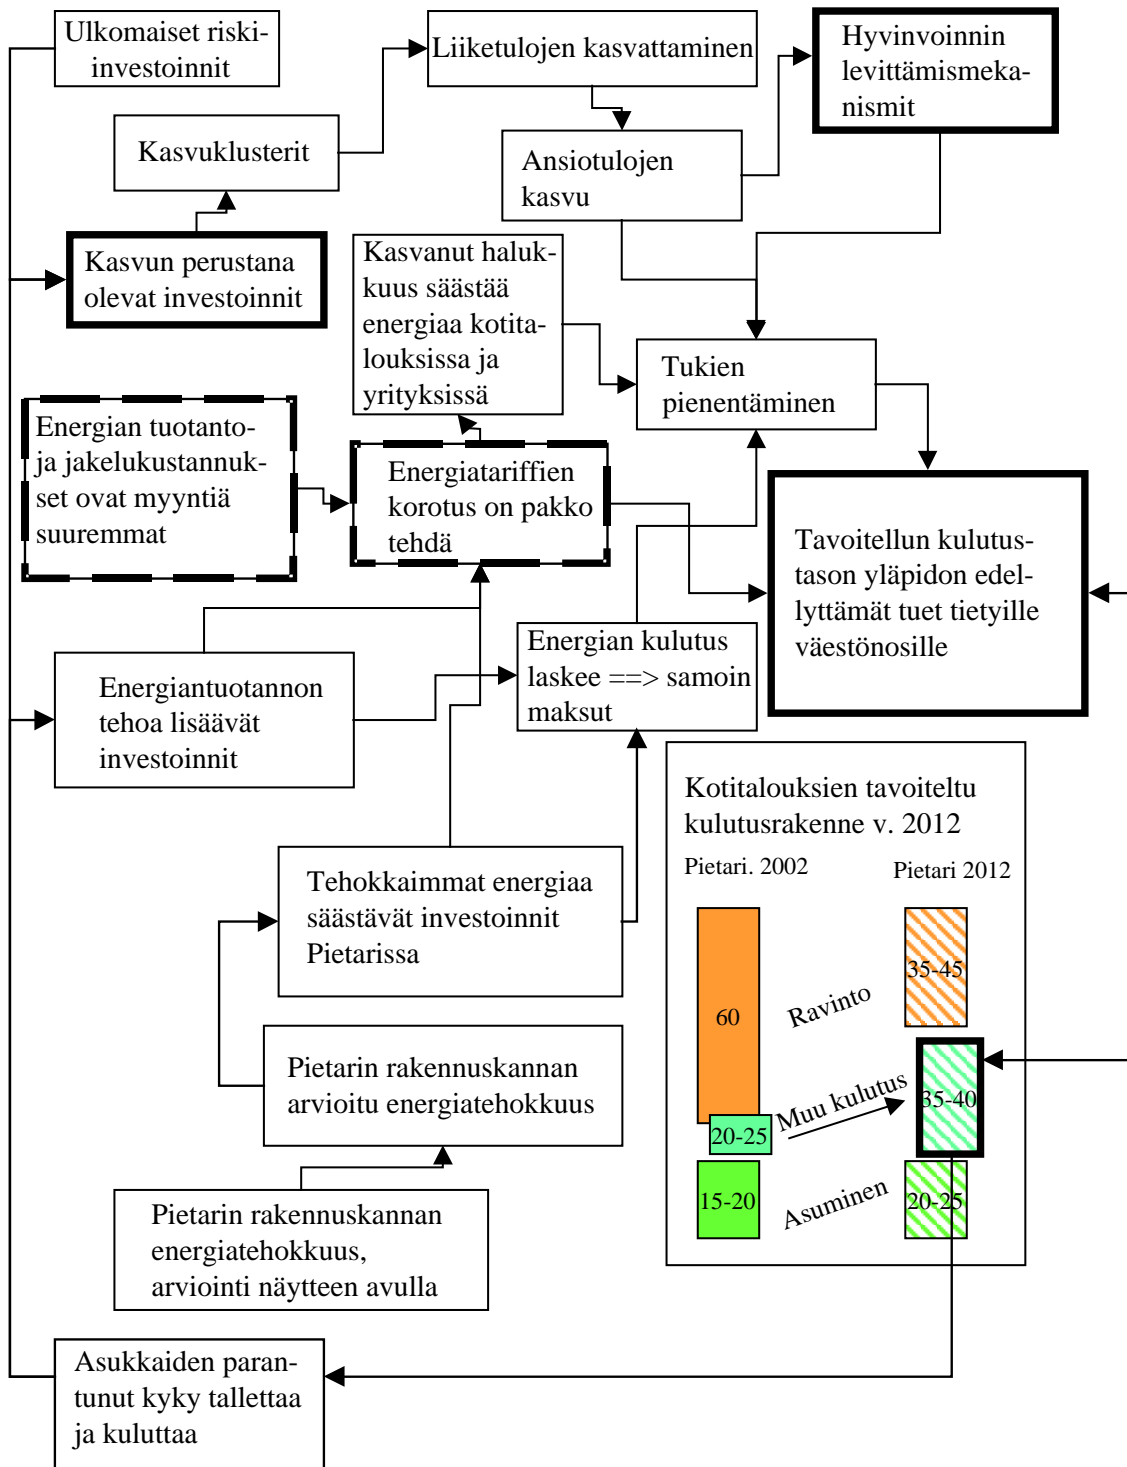 Ulkomaiset riski-
investoinnit
Liiketulojen kasvattaminen
Hyvinvoinnin
levittämismeka-
nismit
Kasvuklusterit
Ansiotulojen
kasvu
Kasvun perustana
olevat investoinnit
Kasvanut haluk-
kuus säästää
energiaa kotita-
louksissa ja
yrityksissä
Tukien
pienentäminen
Energian tuotanto-
ja jakelukustannuk-
set ovat myyntiä
suuremmat
Energiatariffien
korotus on pakko
tehdä
Tavoitellun kulutus-
tason yläpidon edel-
lyttämät tuet tietyille
väestönosille
Energian kulutus
laskee ==> samoin
maksut
Energiantuotannon
tehoa lisäävät
investoinnit
Kotitalouksien tavoiteltu
kulutusrakenne v. 2012
Pietari. 2002
Pietari 2012
Tehokkaimmat energiaa
säästävät investoinnit
Pietarissa
60
Ravinto
35-45
Pietarin rakennuskannan
arvioitu energiatehokkuus
20-25
Muu kulutus
35-40
15-20
Asuminen
20-25
Pietarin rakennuskannan
energiatehokkuus,
arviointi näytteen avulla
Asukkaiden paran-
tunut kyky tallettaa
ja kuluttaa